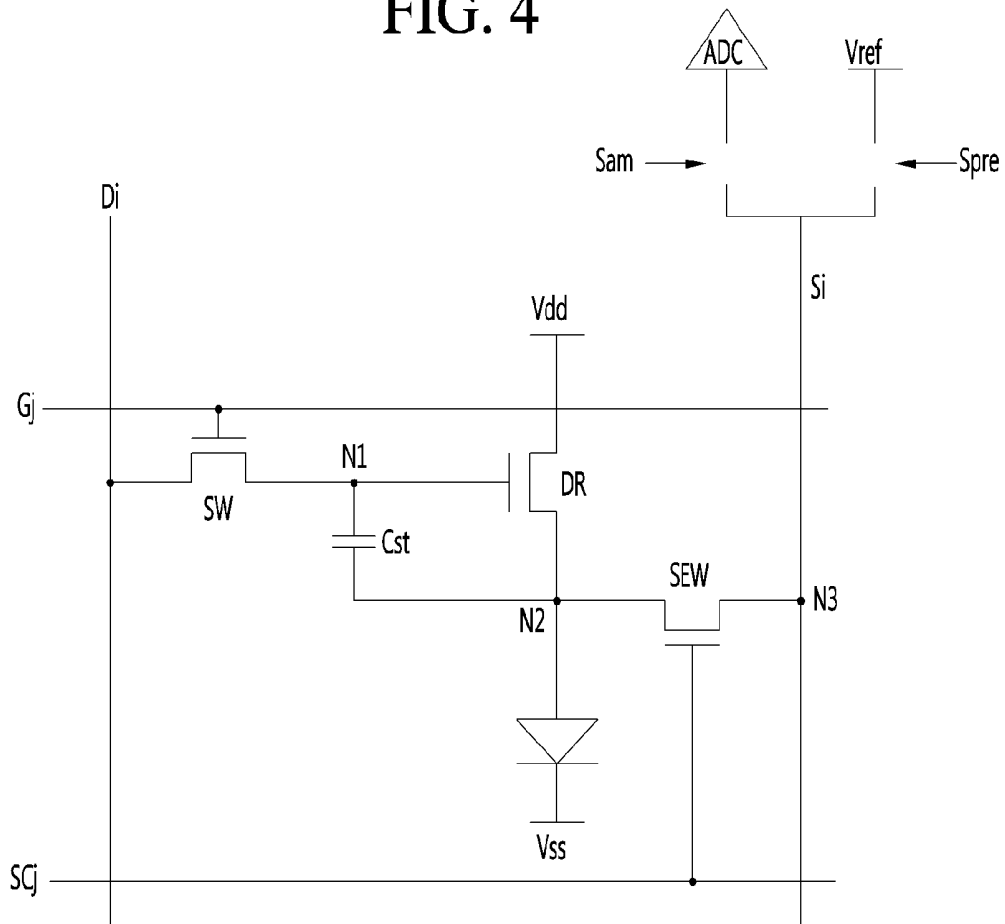 FIG. 4
ADC
Vref
Sam
Spre
Di
Si
Vdd
Gj
N1
DR
SW
Cst
SEW
N2
N3
Vss
SCj